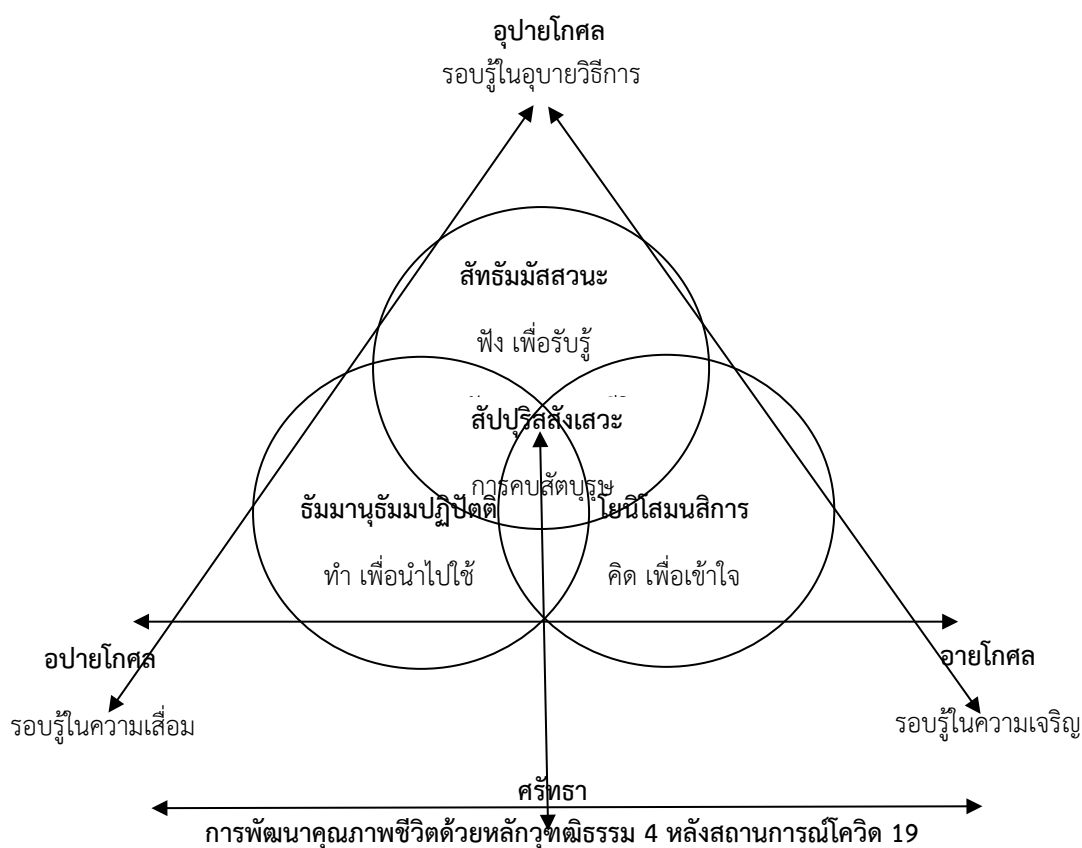 อุปายโกศล
รอบรู้ในอุบายวิธีการ
สัทธัมมัสสวนะ
ฟัง เพื่อรับรู้
สัปปุริสสังเสวะ
การคบสัตบุรุษ
ธัมมานุธัมมปฏิปัตติ
โยนิโสมนสิการ
ทำ เพื่อนำไปใช้
คิด เพื่อเข้าใจ
อปายโกศล
อายโกศล
รอบรู้ในความเสื่อม
รอบรู้ในความเจริญ
ศรัทธา
การพัฒนาคุณภาพชีวิตด้วยหลักวุฑฒิธรรม 4 หลังสถานการณ์โควิด 19